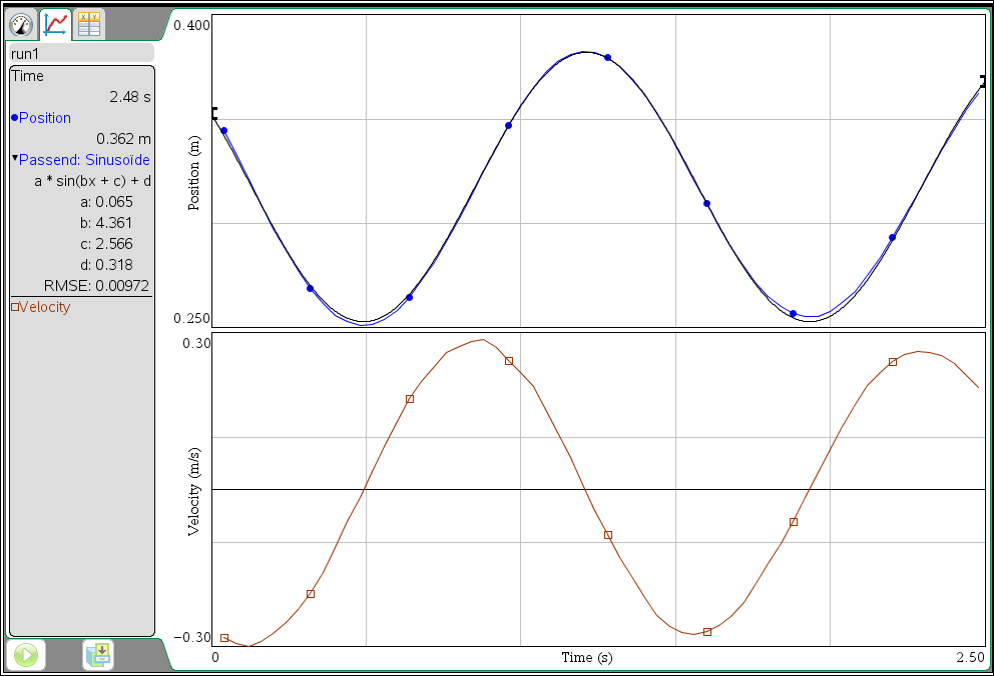 X Y
run1
Time
2.48 s
Position
0.362 m
Passend: Sinusoïde
a * sin(bx + c) + d
a: 0.065
b: 4.361
c: 2.566
d: 0.318
RMSE: 0.00972
Velocity
0.400
Position (m)
0.250
0.30
Velocity (m/s)
−0.30
0
Time (s)
2.50